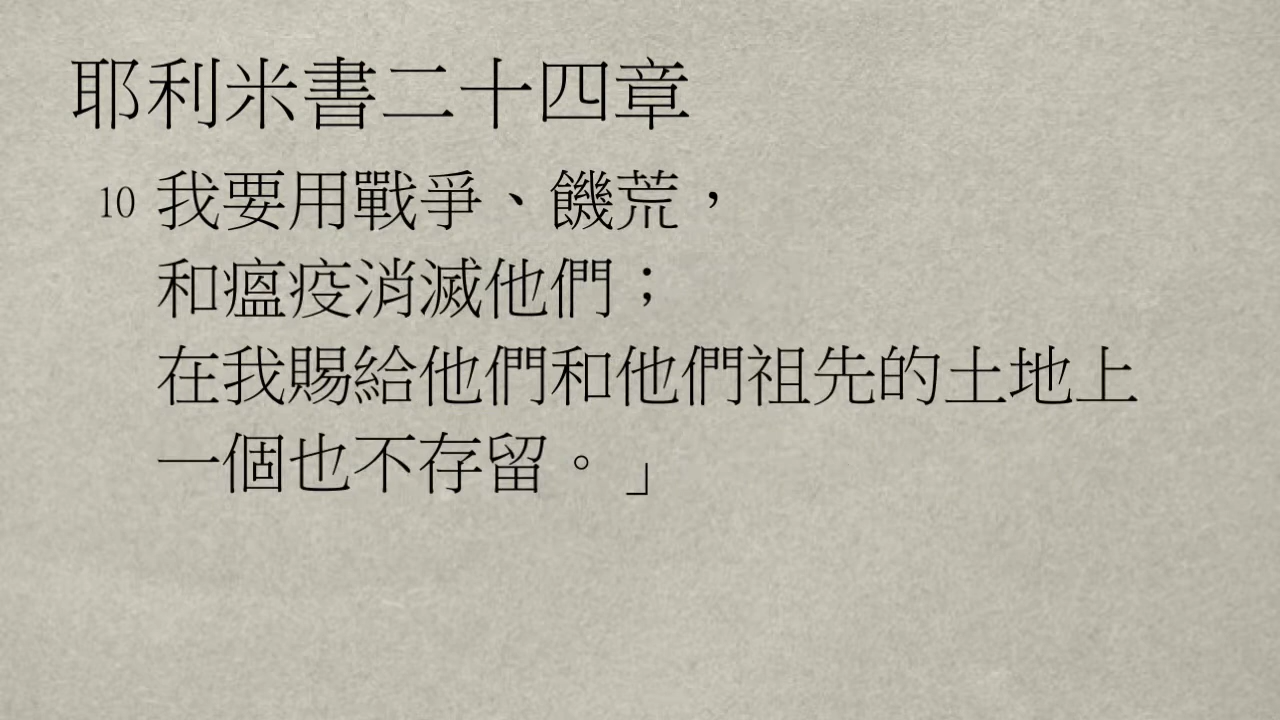 耶利米書二十四章
10 我要用戰爭、饑荒，
和瘟疫消滅他們；
在我賜給他們和他們祖先的土地上
一個也不存留。」